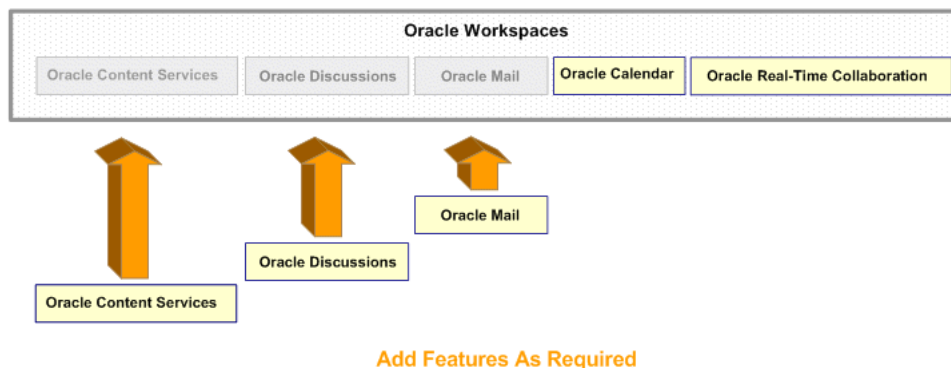 Oracle Workspaces
Oracle Content Services Oracle Discussions Oracle Mail Oracle Calendar Oracle Real-Time Collaboration
Oracle Mail
Oracle Discussions
Oracle Content Services
Add Features As Required